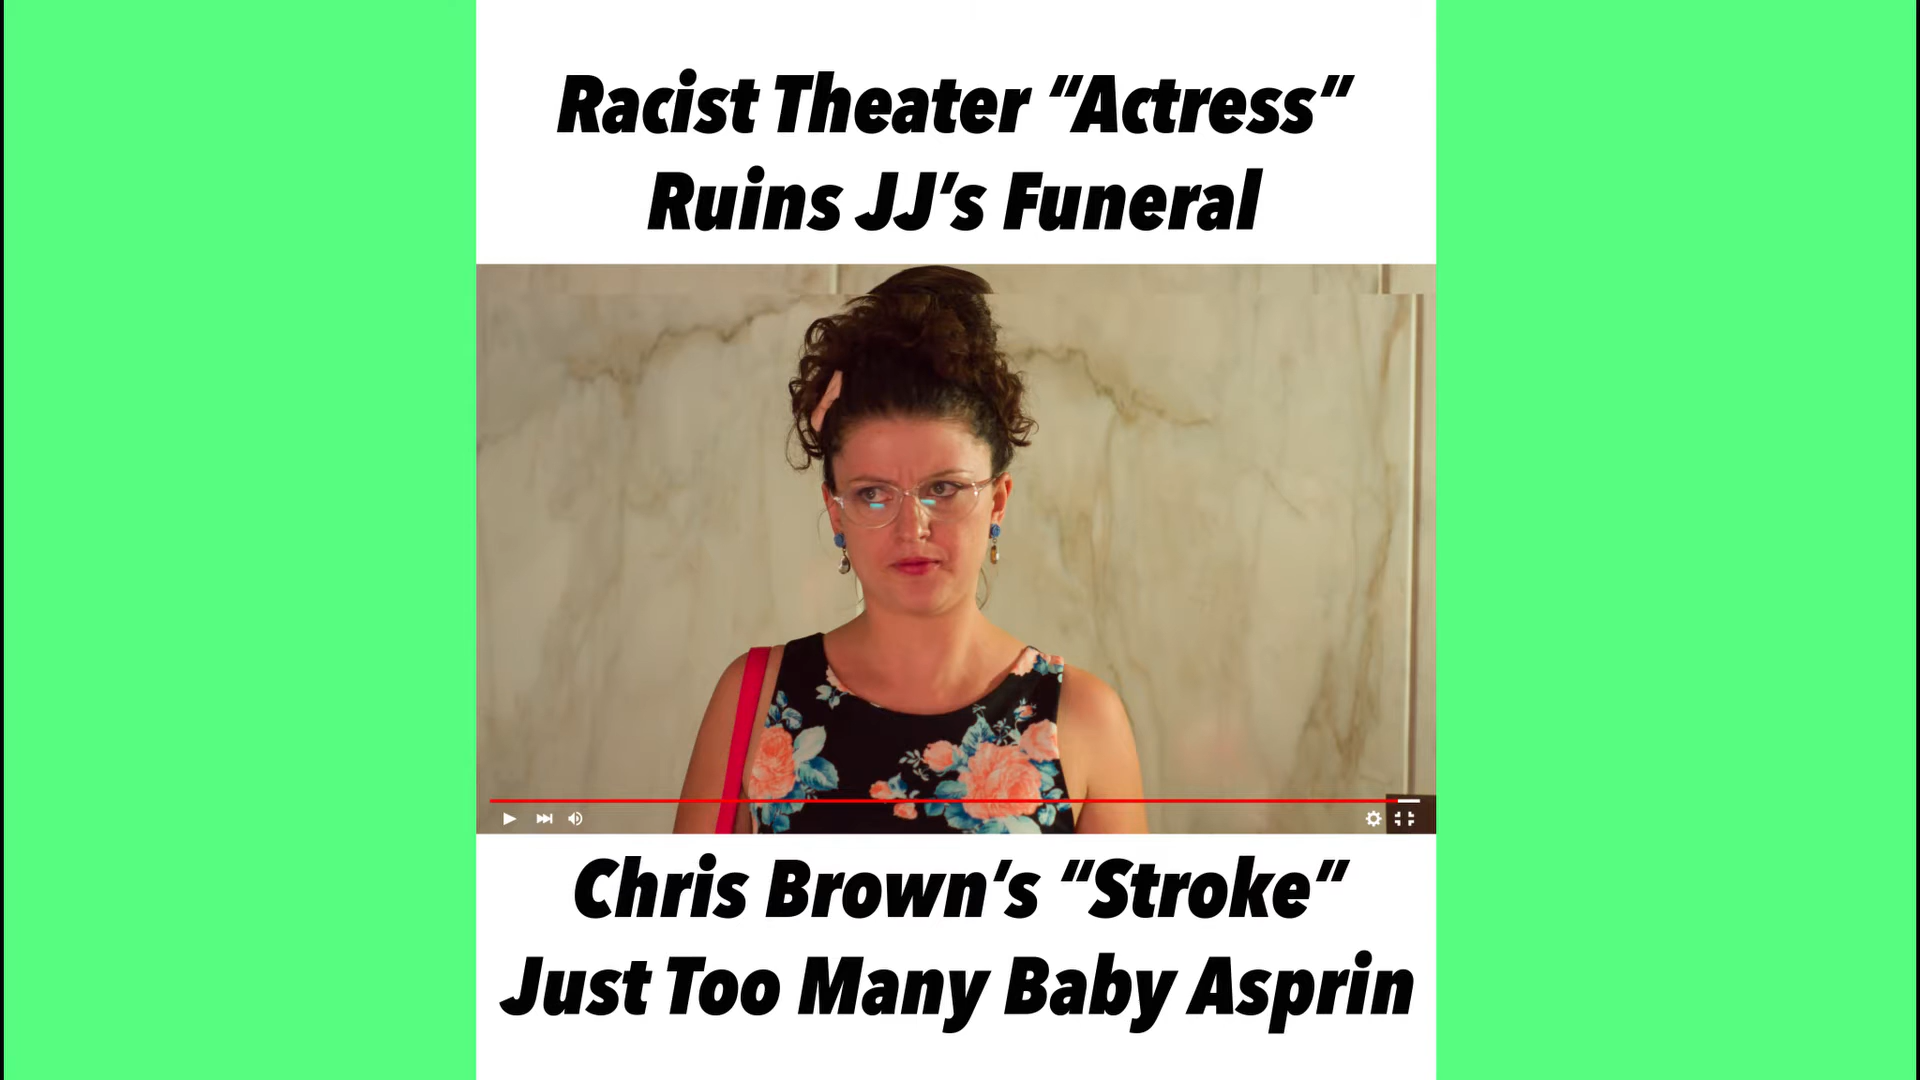 Racist Theater “Actress”
Ruins JJ’s Funeral
Chris Brown’s “Stroke”
Just Too Many Baby Asprin